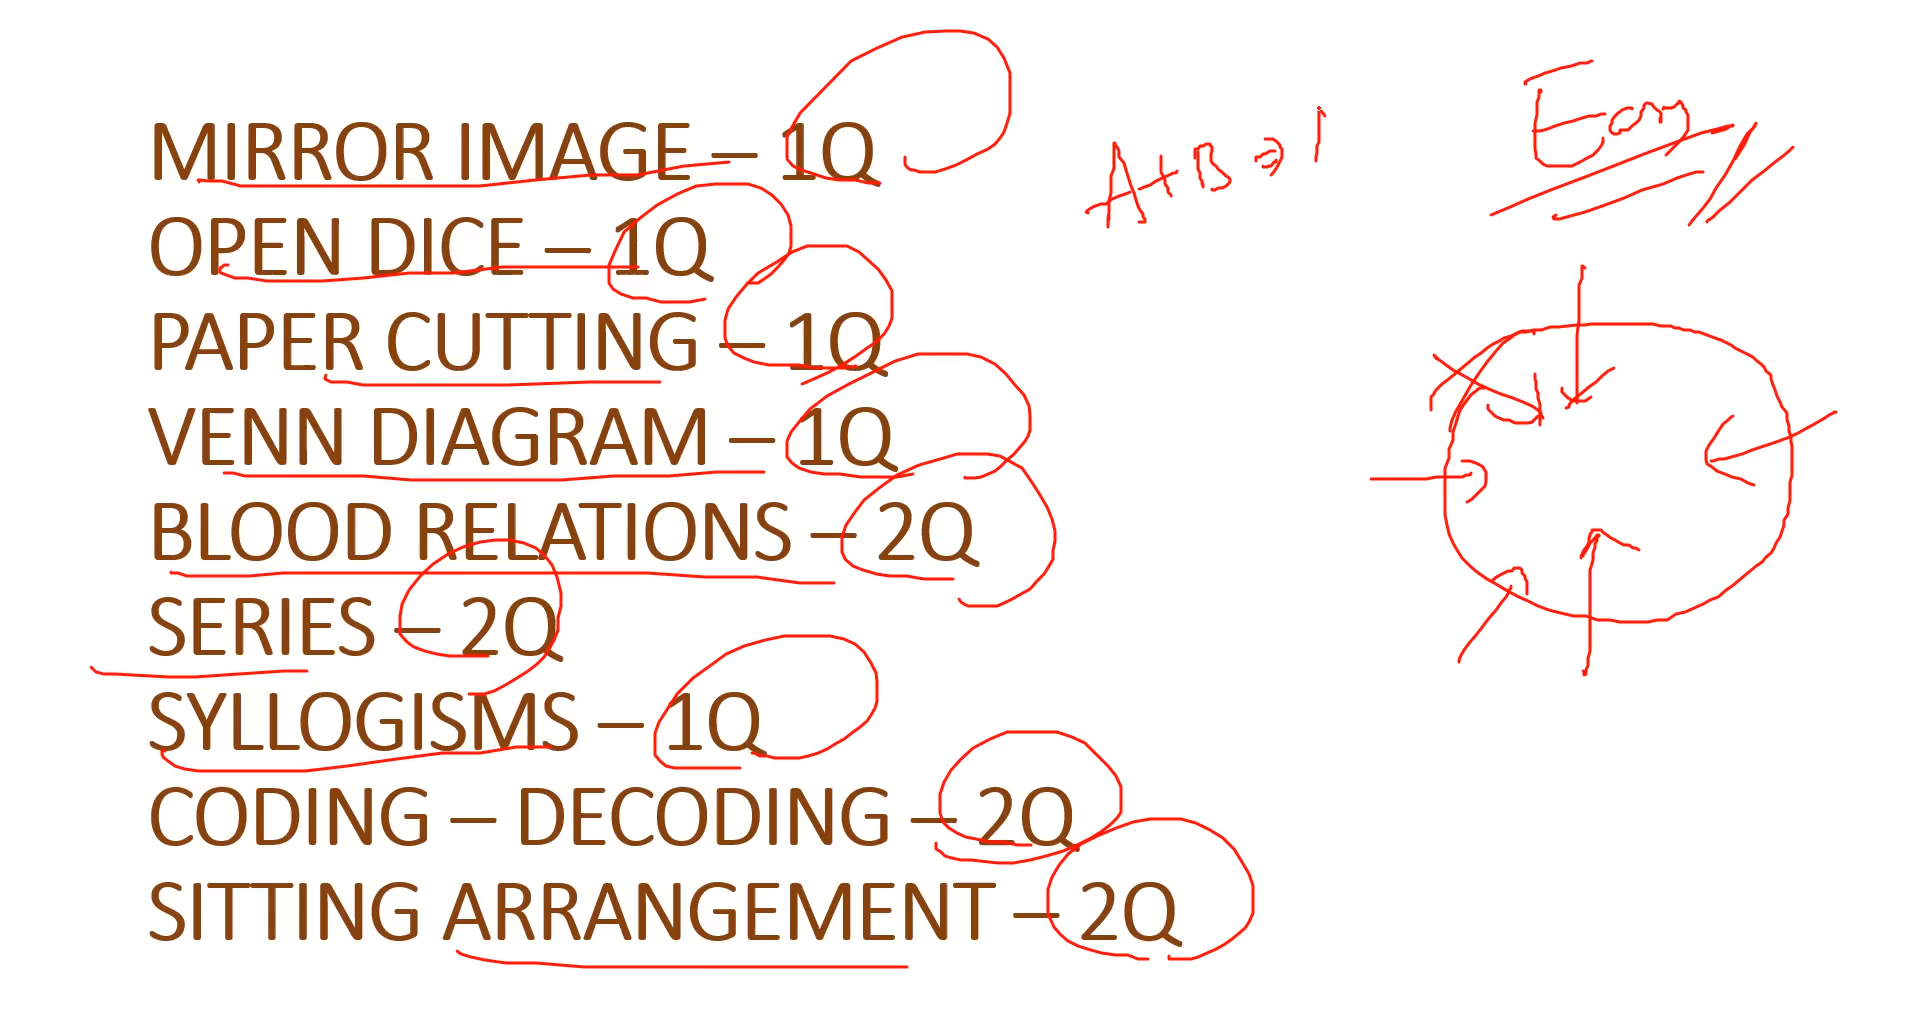 MIRROR IMAGE – 1Q
OPEN DICE – 1Q
PAPER CUTTING – 1Q
VENN DIAGRAM – 1Q
BLOOD RELATIONS – 2Q
SERIES – 2Q
SYLLOGISMS – 1Q
CODING – DECODING – 2Q
SITTING ARRANGEMENT – 2Q
A+B ⇒ 1